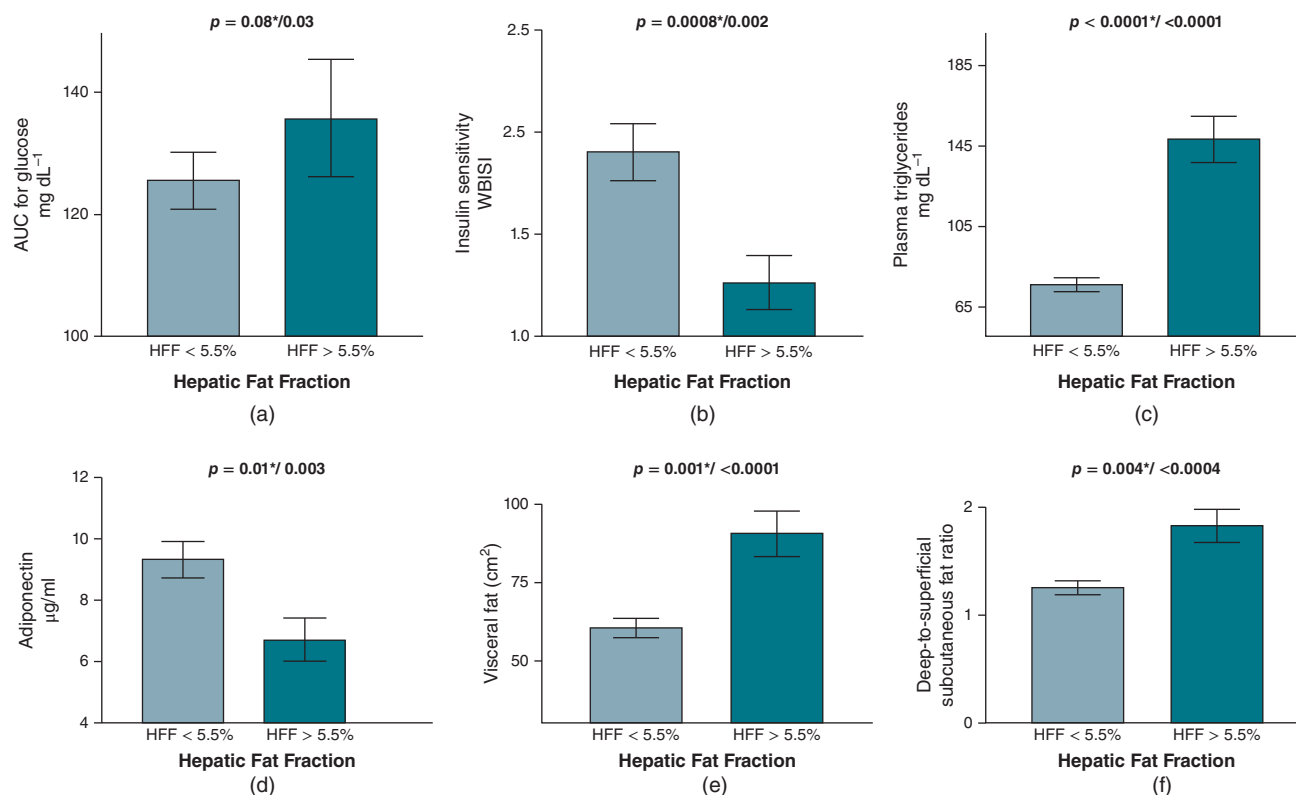 p = 0.08*/0.03
AUC for glucose
mg dL⁻¹
140
120
100
HFF < 5.5%
HFF > 5.5%
Hepatic Fat Fraction
(a)
p = 0.0008*/0.002
Insulin sensitivity
WBISI
2.5
2.5
1.5
1.0
HFF < 5.5%
HFF > 5.5%
Hepatic Fat Fraction
(b)
p < 0.0001*/ <0.0001
Plasma triglycerides
mg dL⁻¹
185
145
105
65
HFF < 5.5%
HFF > 5.5%
Hepatic Fat Fraction
(c)
p = 0.01*/ 0.003
Adiponectin
μg/ml
12
10
8
6
4
HFF < 5.5%
HFF > 5.5%
Hepatic Fat Fraction
(d)
p = 0.001*/ <0.0001
Visceral fat (cm²)
100
75
50
HFF < 5.5%
HFF > 5.5%
Hepatic Fat Fraction
(e)
p = 0.004*/ <0.0004
Deep-to-superficial
subcutaneous fat ratio
2
1
0
HFF < 5.5%
HFF > 5.5%
Hepatic Fat Fraction
(f)